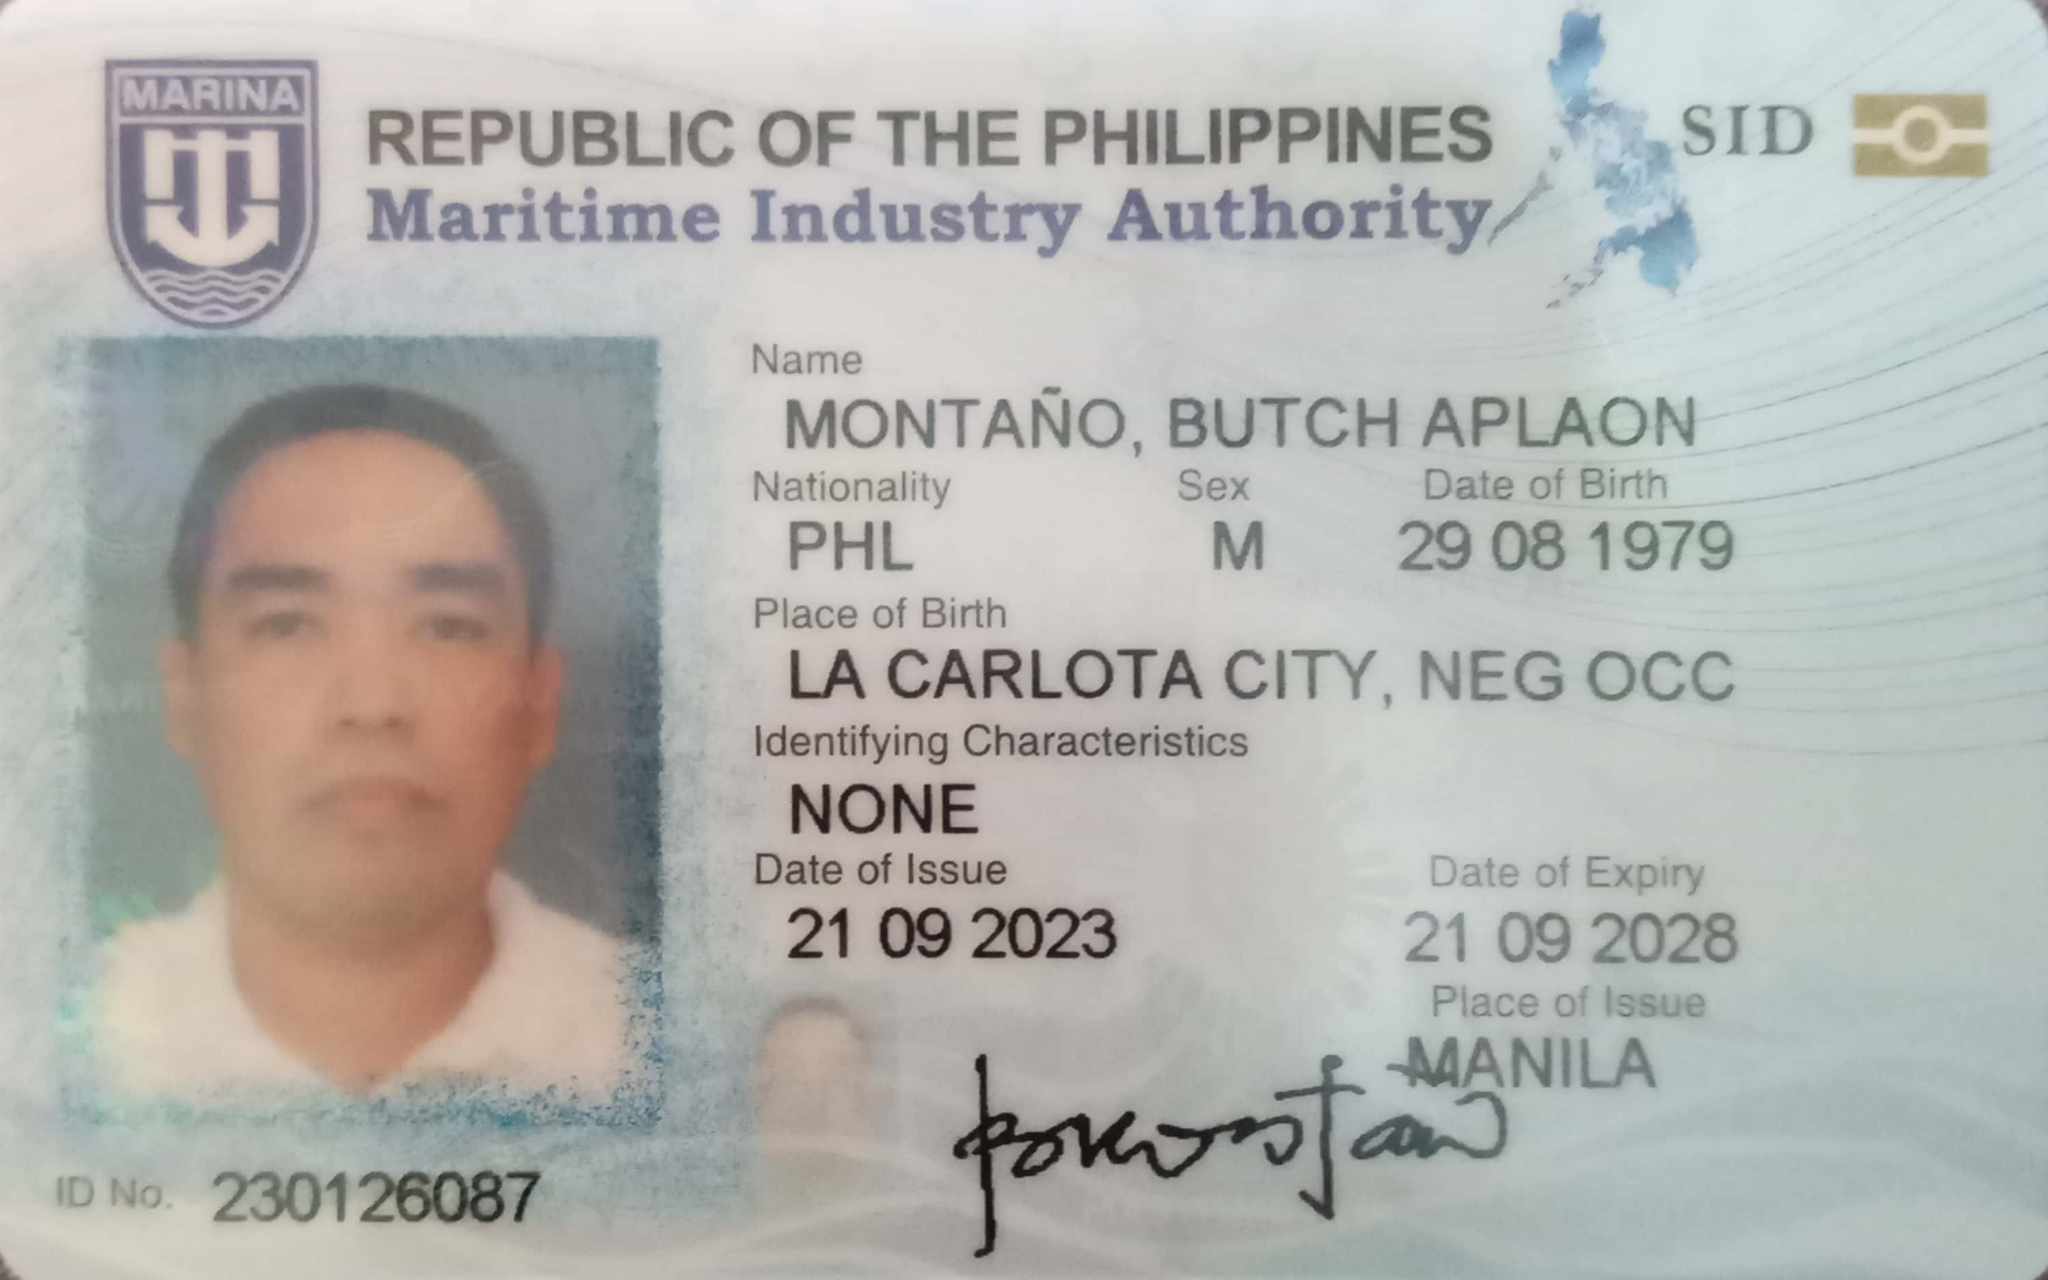 MARINA
REPUBLIC OF THE PHILIPPINES
Maritime Industry Authority
SID
Name
MONTAÑO, BUTCH APLAON
Nationality Sex Date of Birth
PHL M 29 08 1979
Place of Birth
LA CARLOTA CITY, NEG OCC
Identifying Characteristics
NONE
Date of Issue Date of Expiry
21 09 2023 21 09 2028
Place of Issue
MANILA
ID No. 230126087